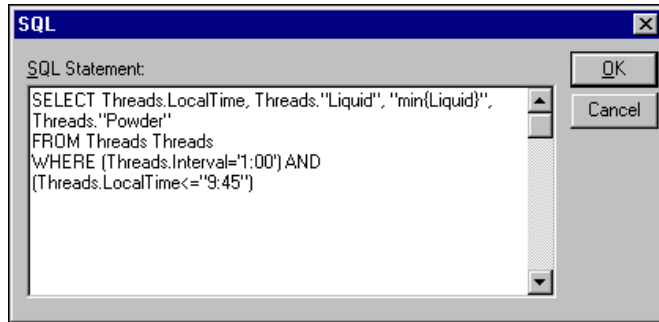 SQL
SQL Statement:
OK
SELECT Threads.LocalTime, Threads."Liquid", "min{Liquid}",
Threads."Powder"
FROM Threads Threads
WHERE (Threads.Interval='1:00') AND
(Threads.LocalTime<="9:45")
Cancel